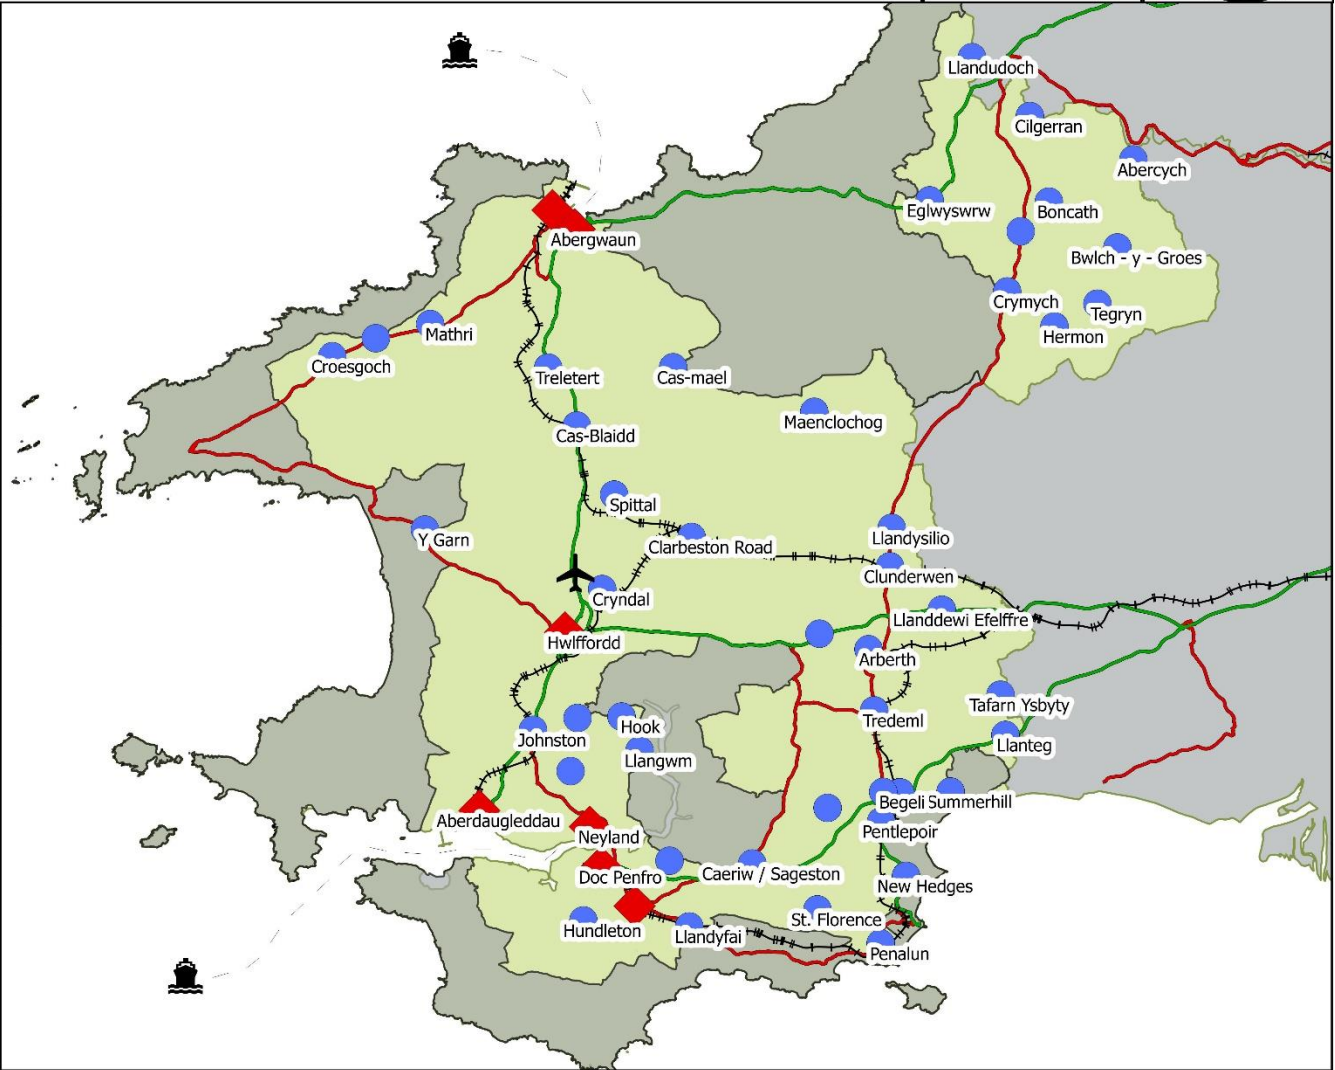 Llandudoch
Cilgerran
Abercych
Eglwyswrw
Boncath
Abergwaun
Bwlch - y - Groes
Crymych
Tegryn
Mathri
Hermon
Croesgoch
Treletert
Cas-mael
Maenclochog
Cas-Blaidd
Spittal
Y Garn
Llandysilio
Clarbeston Road
Clunderwen
Cryndal
Llanddewi Efelffre
Hwlffordd
Arberth
Tafarn Ysbyty
Hook
Tredeml
Johnston
Llanteg
Llangwm
Begeli
Summerhill
Aberdaugleddau
Pentlepoir
Neyland
Doc Penfro
Caeriw / Sageston
New Hedges
St. Florence
Hundleton
Llandyfai
Penalun